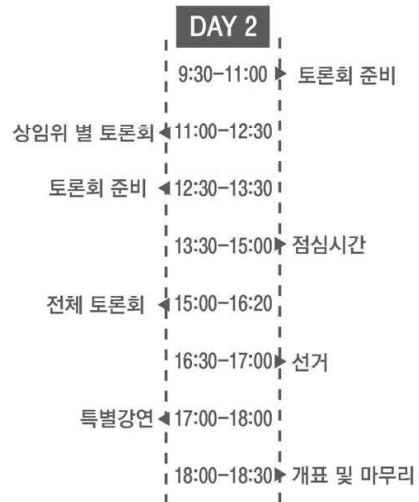 DAY 2
9:30-11:00 토론회 준비
상임위 별 토론회 11:00-12:30
토론회 준비 12:30-13:30
13:30-15:00 점심시간
전체 토론회 15:00-16:20
16:30-17:00 선거
특별강연 17:00-18:00
18:00-18:30 개표 및 마무리